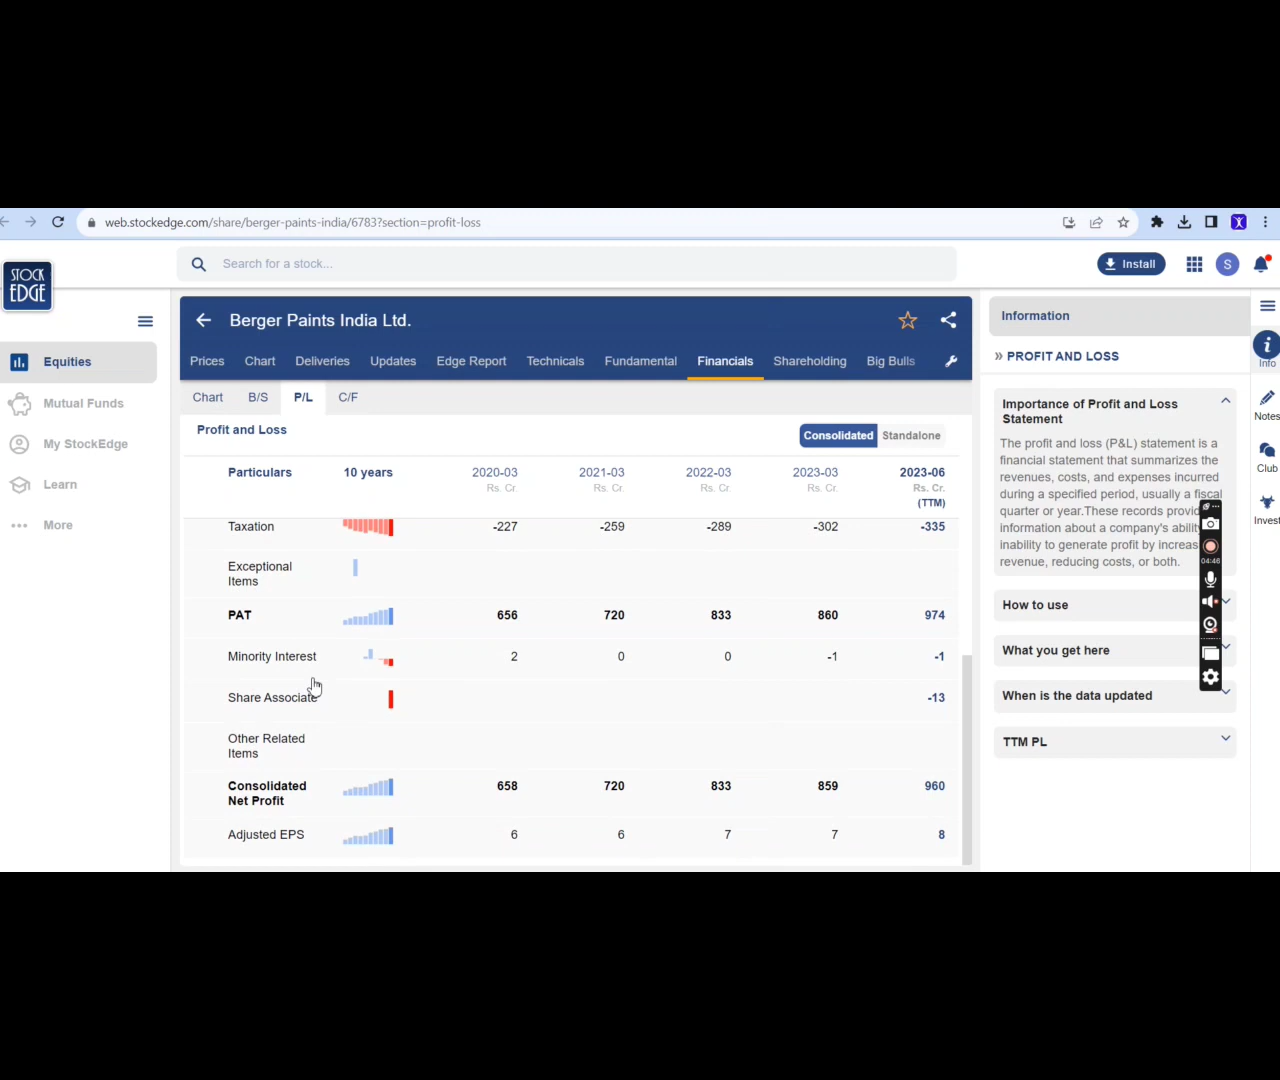 web.stockedge.com/share/berger-paints-india/6783?section=profit-loss
STOCK
EDGE
Search for a stock...
Install
S
Equities
Mutual Funds
My StockEdge
Learn
More
Berger Paints India Ltd.
Prices Chart Deliveries Updates Edge Report Technicals Fundamental Financials Shareholding Big Bulls
Chart B/S P/L C/F
Profit and Loss
Consolidated Standalone
Particulars 10 years 2020-03 2021-03 2022-03 2023-03 2023-06
Rs. Cr. Rs. Cr. Rs. Cr. Rs. Cr. Rs. Cr.
(TTM)
Taxation -227 -259 -289 -302 -335
Exceptional
Items
PAT 656 720 833 860 974
Minority Interest 2 0 0 -1 -1
Share Associate -13
Other Related
Items
Consolidated
Net Profit 658 720 833 859 960
Adjusted EPS 6 6 7 7 8
Information
» PROFIT AND LOSS
Importance of Profit and Loss
Statement
The profit and loss (P&L) statement is a
financial statement that summarizes the
revenues, costs, and expenses incurred
during a specified period, usually a fiscal
quarter or year.These records provid
information about a company's ability
inability to generate profit by increas
revenue, reducing costs, or both.
How to use
What you get here
When is the data updated
TTM PL
Info
Notes
Club
Invest
04:46